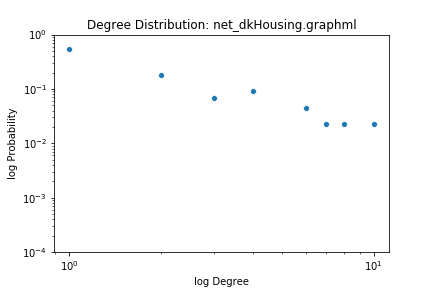 Degree Distribution: net_dkHousing.graphml
10⁰
10⁻¹
10⁻²
10⁻³
10⁻⁴
log Probability
10⁰ 10¹
log Degree